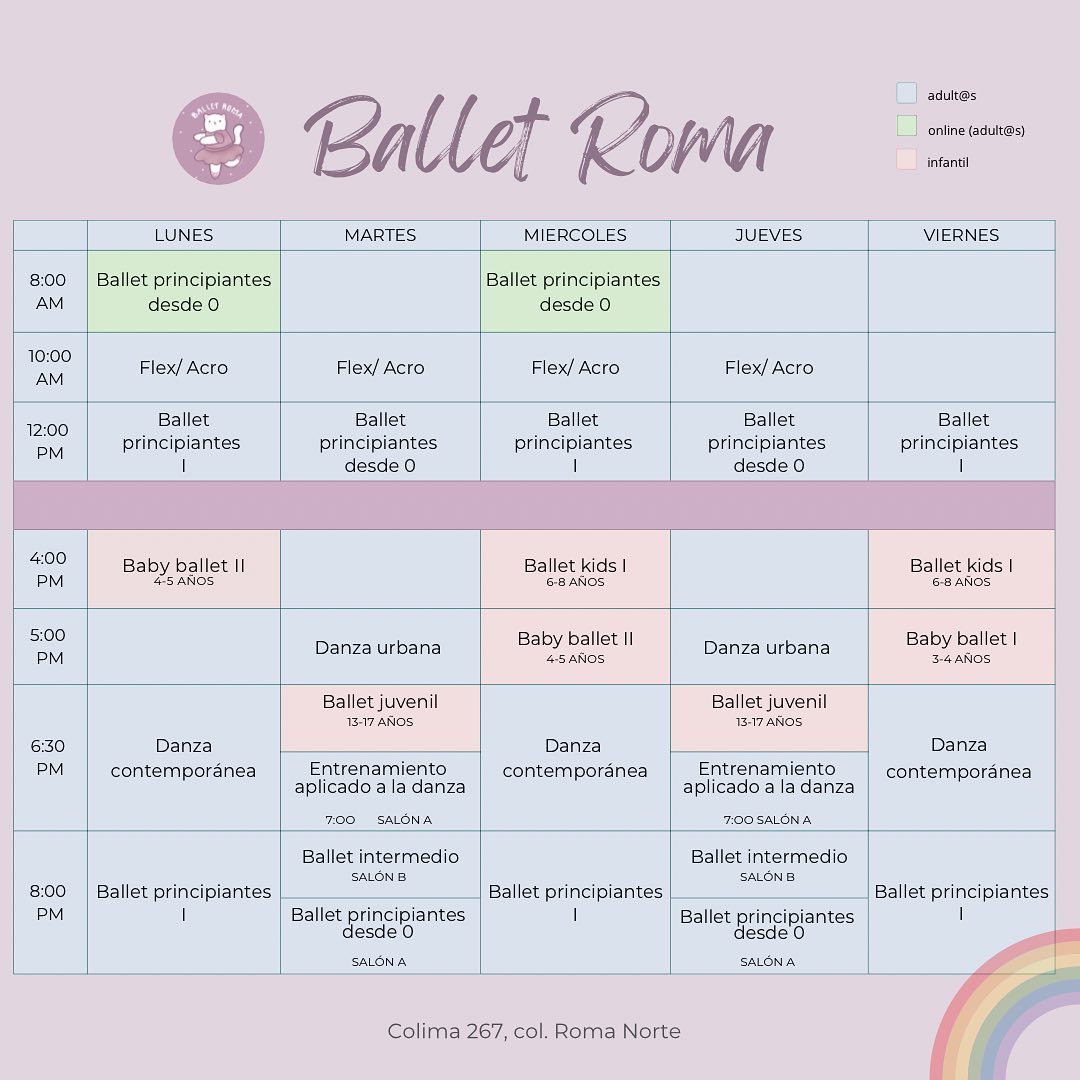 BALLET ROMA
Ballet Roma
adult@s
online (adult@s)
infantil
LUNES MARTES MIERCOLES JUEVES VIERNES
8:00
AM
Ballet principiantes
desde 0
Ballet principiantes
desde 0
10:00
AM
Flex/ Acro
Flex/ Acro
Flex/ Acro
Flex/ Acro
12:00
PM
Ballet
principiantes
I
Ballet
principiantes
desde 0
Ballet
principiantes
I
Ballet
principiantes
desde 0
Ballet
principiantes
I
4:00
PM
Baby ballet II
4-5 AÑOS
Ballet kids I
6-8 AÑOS
Ballet kids I
6-8 AÑOS
5:00
PM
Danza urbana
Baby ballet II
4-5 AÑOS
Danza urbana
Baby ballet I
3-4 AÑOS
6:30
PM
Danza
contemporánea
Ballet juvenil
13-17 AÑOS
Entrenamiento
aplicado a la danza
7:00 SALÓN A
Danza
contemporánea
Ballet juvenil
13-17 AÑOS
Entrenamiento
aplicado a la danza
7:00 SALÓN A
Danza
contemporánea
8:00
PM
Ballet principiantes
I
Ballet intermedio
SALÓN B
Ballet principiantes
desde 0
SALÓN A
Ballet principiantes
I
Ballet intermedio
SALÓN B
Ballet principiantes
desde 0
SALÓN A
Ballet principiantes
I
Colima 267, col. Roma Norte